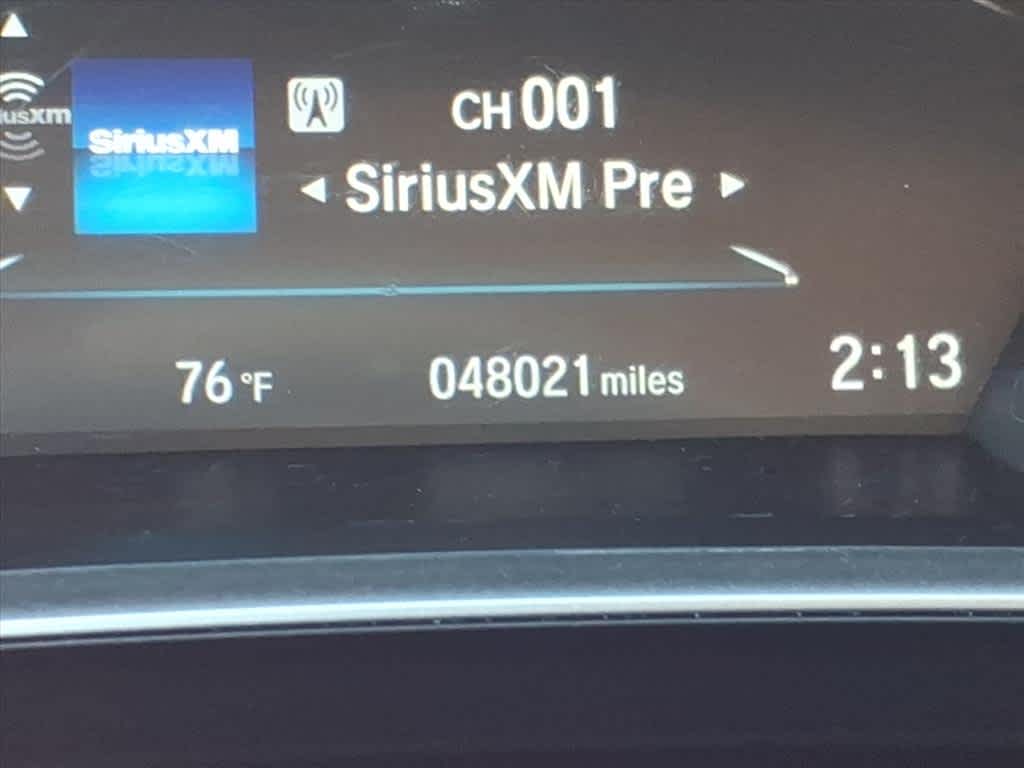 CH 001
iusxm
SiriusXM
SiriusXM Pre
76 °F
048021 miles
2:13